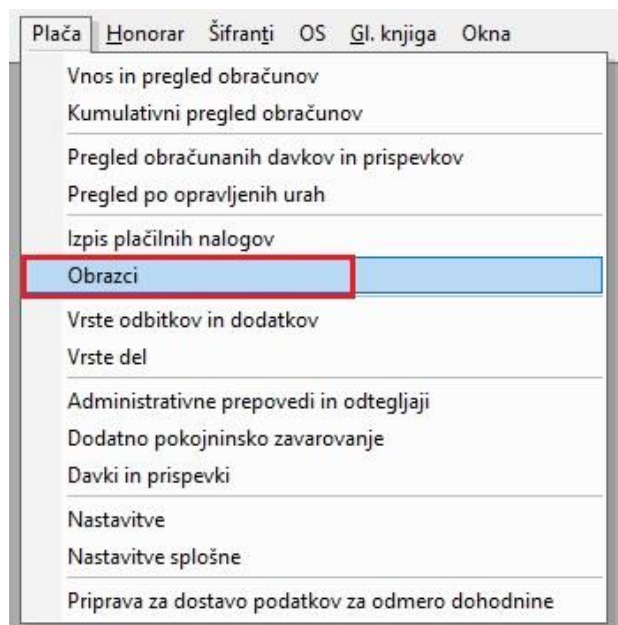 Plača Honorar Šifranti OS Gl. knjiga Okna
Vnos in pregled obračunov
Kumulativni pregled obračunov
Pregled obračunanih davkov in prispevkov
Pregled po opravljenih urah
Izpis plačilnih nalogov
Obrazci
Vrste odbitkov in dodatkov
Vrste del
Administrativne prepovedi in odtegljaji
Dodatno pokojninsko zavarovanje
Davki in prispevki
Nastavitve
Nastavitve splošne
Priprava za dostavo podatkov za odmero dohodnine